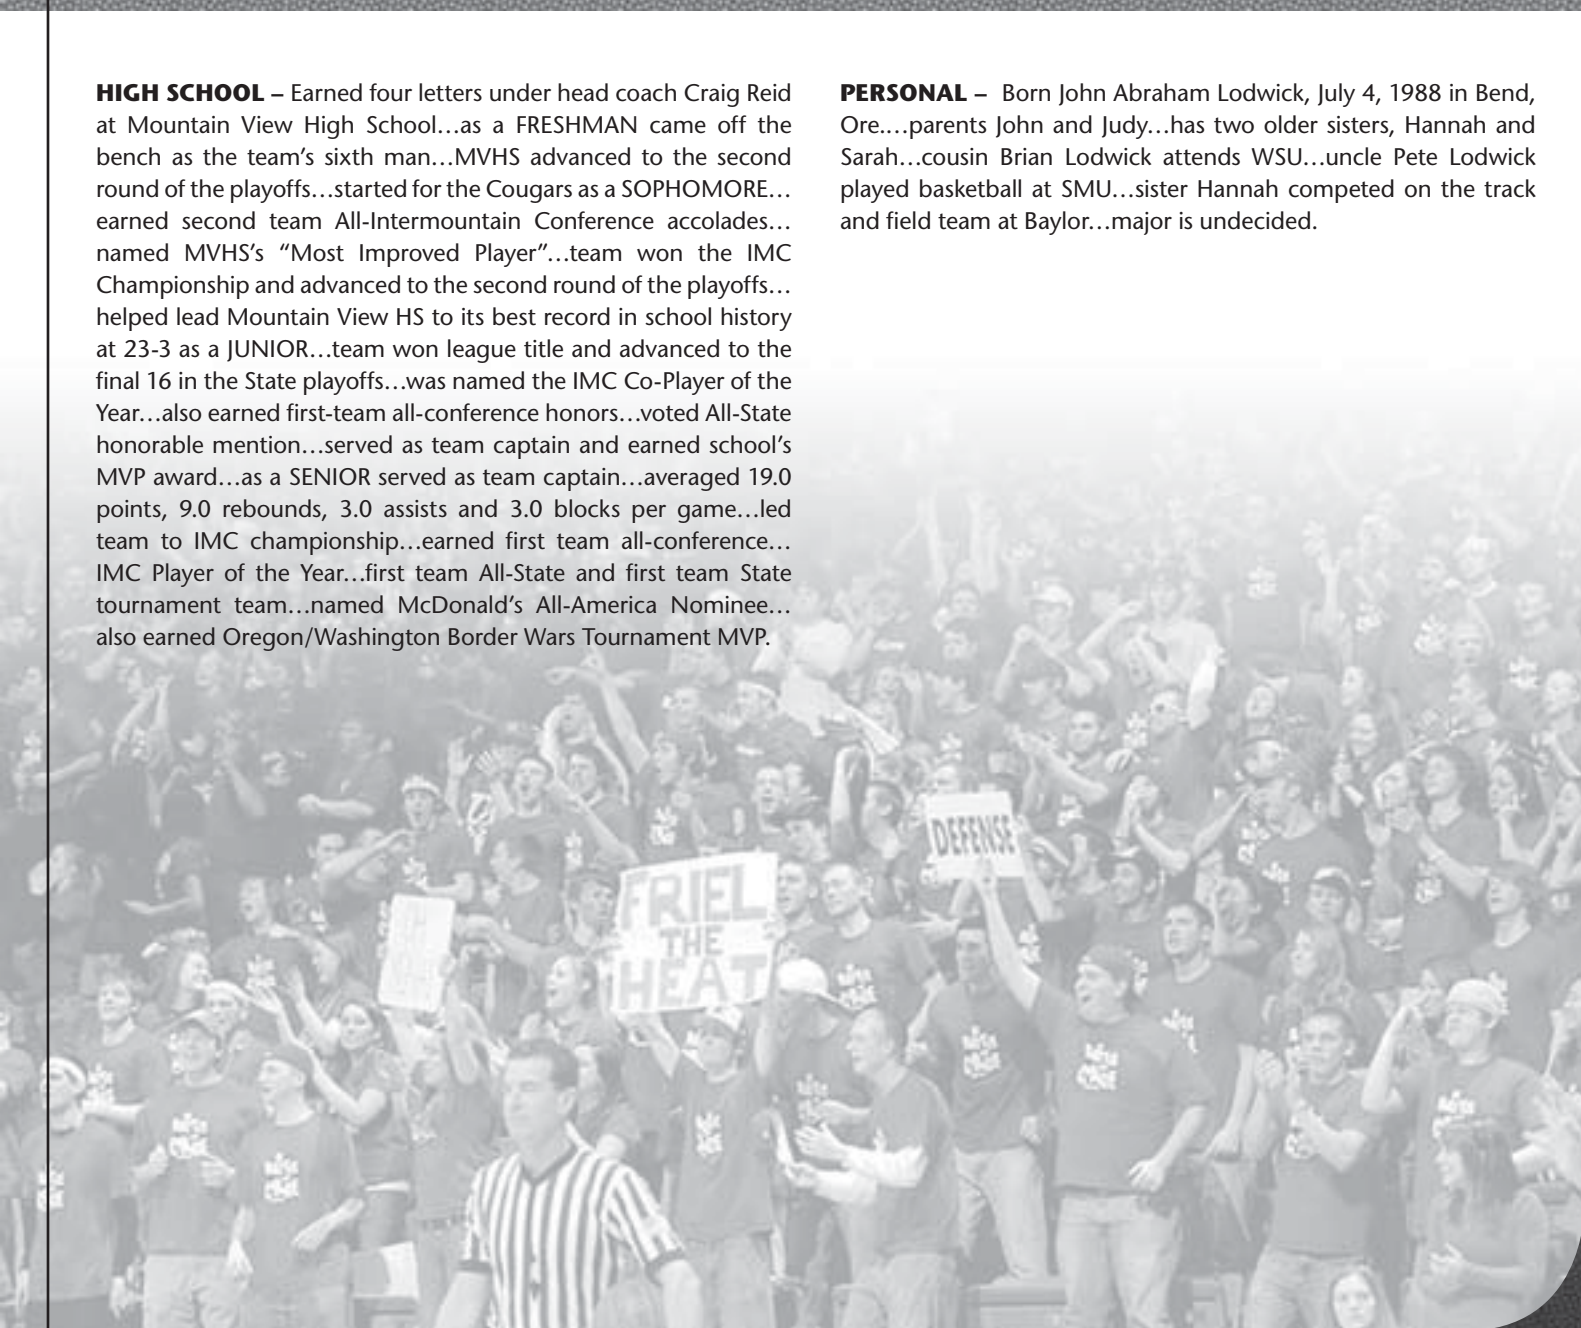 HIGH SCHOOL – Earned four letters under head coach Craig Reid
at Mountain View High School…as a FRESHMAN came off the
bench as the team’s sixth man…MVHS advanced to the second
round of the playoffs…started for the Cougars as a SOPHOMORE…
earned second team All-Intermountain Conference accolades…
named MVHS’s “Most Improved Player”…team won the IMC
Championship and advanced to the second round of the playoffs…
helped lead Mountain View HS to its best record in school history
at 23-3 as a JUNIOR…team won league title and advanced to the
final 16 in the State playoffs…was named the IMC Co-Player of the
Year…also earned first-team all-conference honors…voted All-State
honorable mention…served as team captain and earned school’s
MVP award…as a SENIOR served as team captain…averaged 19.0
points, 9.0 rebounds, 3.0 assists and 3.0 blocks per game…led
team to IMC championship…earned first team all-conference…
IMC Player of the Year…first team All-State and first team State
tournament team…named McDonald’s All-America Nominee…
also earned Oregon/Washington Border Wars Tournament MVP.
PERSONAL – Born John Abraham Lodwick, July 4, 1988 in Bend,
Ore.…parents John and Judy…has two older sisters, Hannah and
Sarah…cousin Brian Lodwick attends WSU…uncle Pete Lodwick
played basketball at SMU…sister Hannah competed on the track
and field team at Baylor…major is undecided.
DEFENSE
FRIEL
THE
HEAT